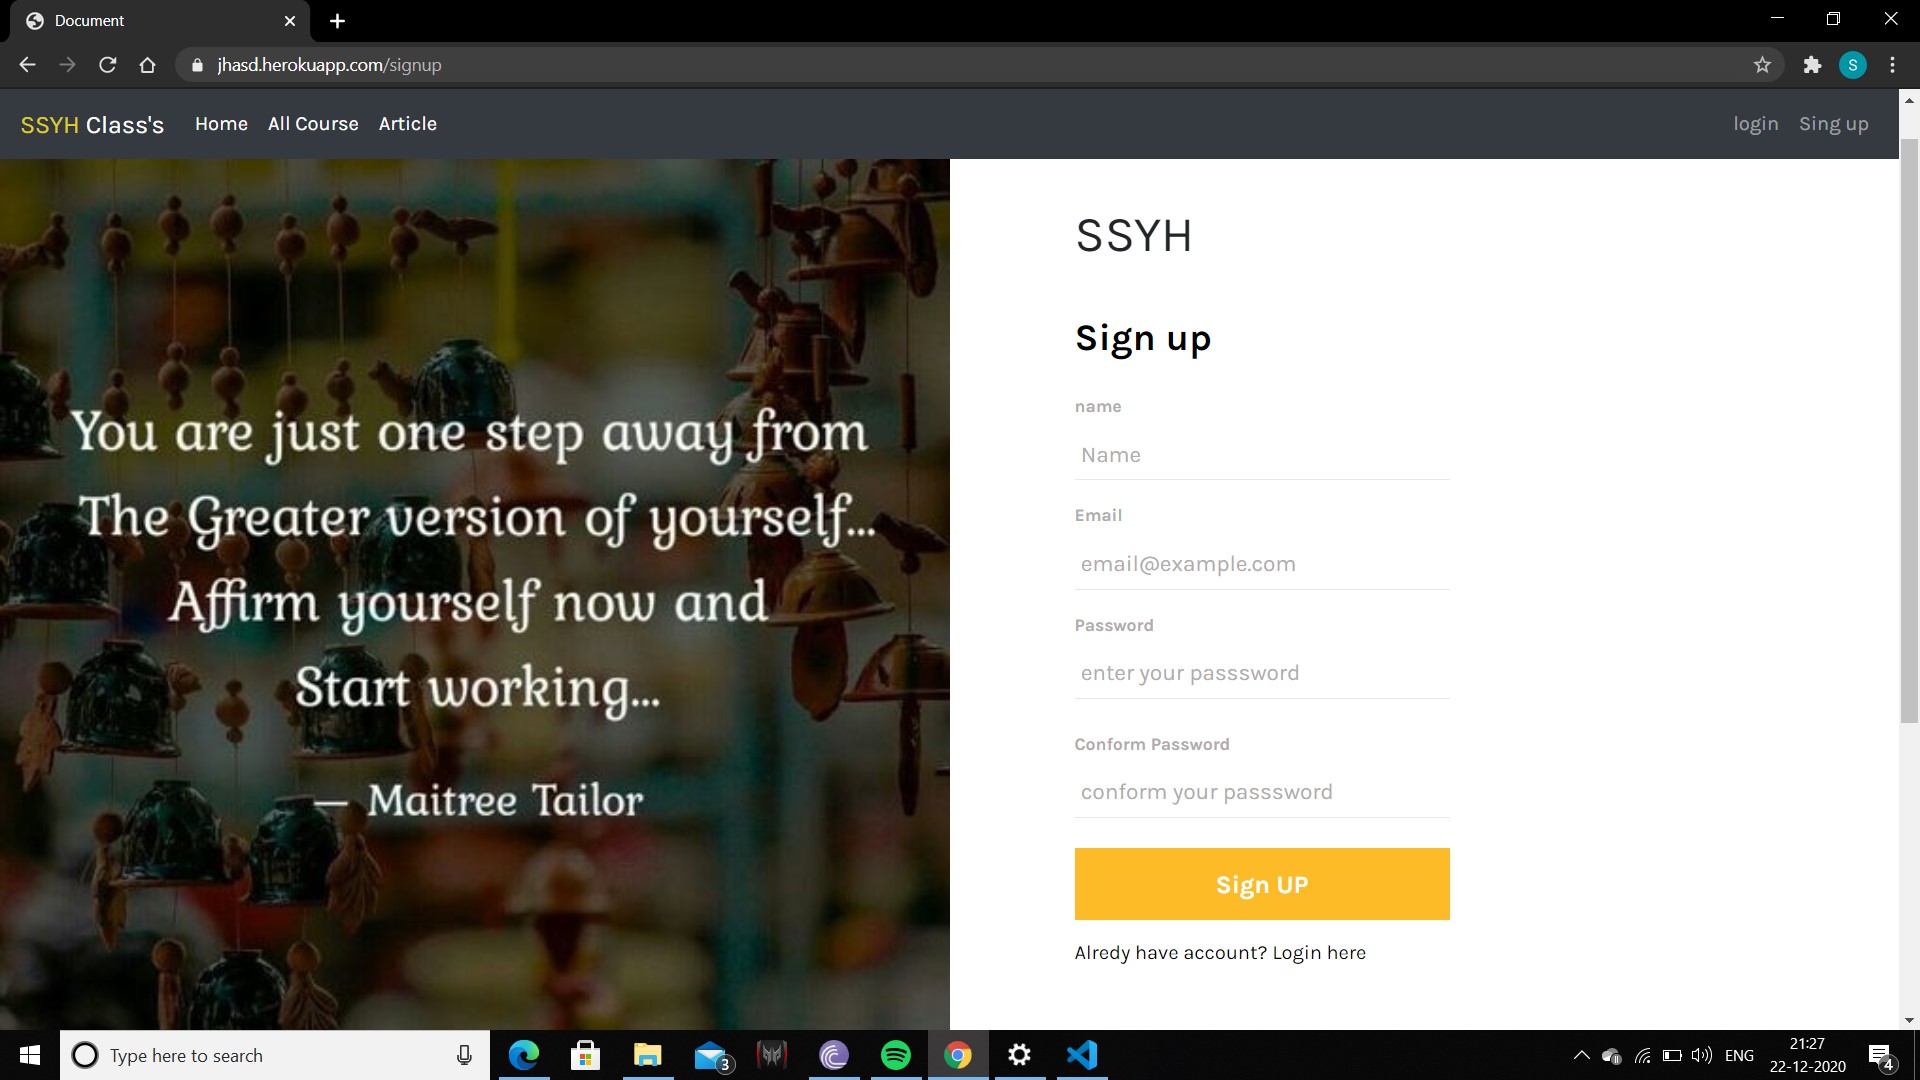 Document
jhasd.herokuapp.com/signup
S
SSYH Class's Home All Course Article login Sing up
You are just one step away from
The Greater version of yourself...
Affirm yourself now and
Start working...
— Maitree Tailor
SSYH
Sign up
name
Name
Email
email@example.com
Password
enter your passsword
Conform Password
conform your passsword
Sign UP
Alredy have account? Login here
Type here to search
3
ENG
21:27
22-12-2020
4